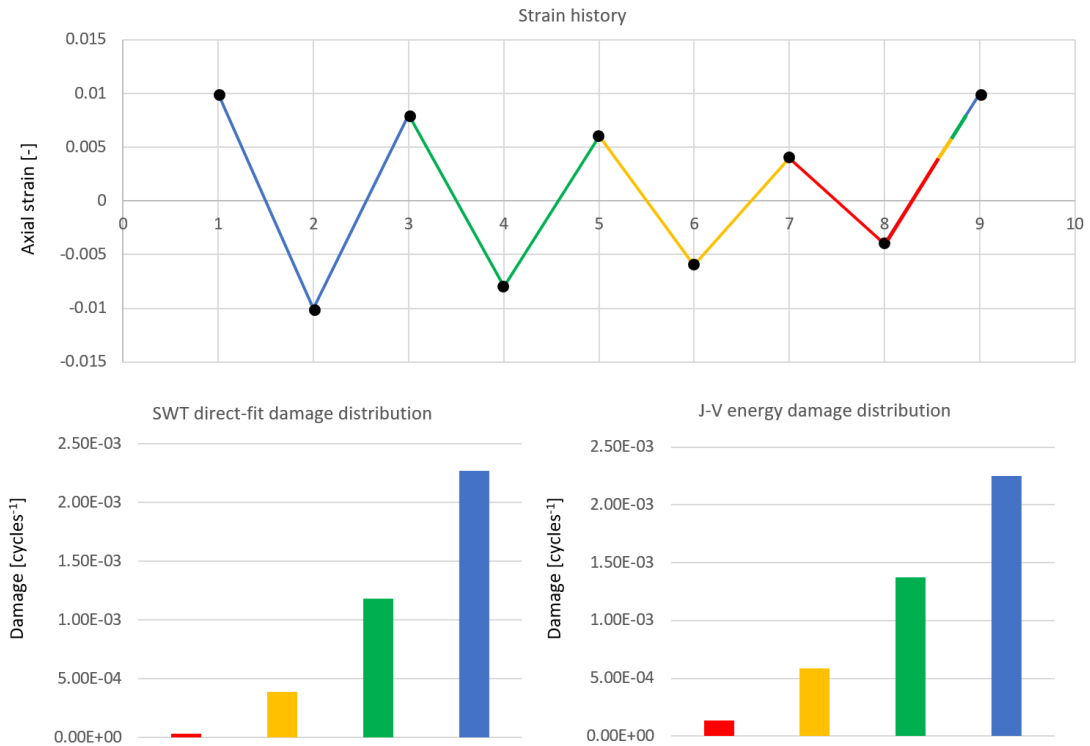 Strain history
0.015
0.01
0.005
0
-0.005
-0.01
-0.015
Axial strain [-]
0 1 2 3 4 5 6 7 8 9 10
SWT direct-fit damage distribution
2.50E-03
2.00E-03
1.50E-03
1.00E-03
5.00E-04
0.00E+00
Damage [cycles⁻¹]
J-V energy damage distribution
2.50E-03
2.00E-03
1.50E-03
1.00E-03
5.00E-04
0.00E+00
Damage [cycles⁻¹]